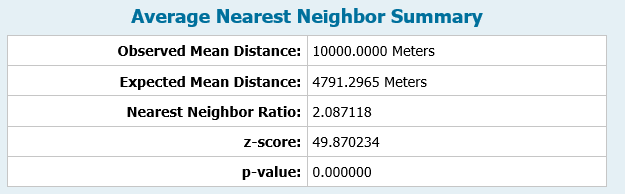 Average Nearest Neighbor Summary
Observed Mean Distance: 10000.0000 Meters
Expected Mean Distance: 4791.2965 Meters
Nearest Neighbor Ratio: 2.087118
z-score: 49.870234
p-value: 0.000000